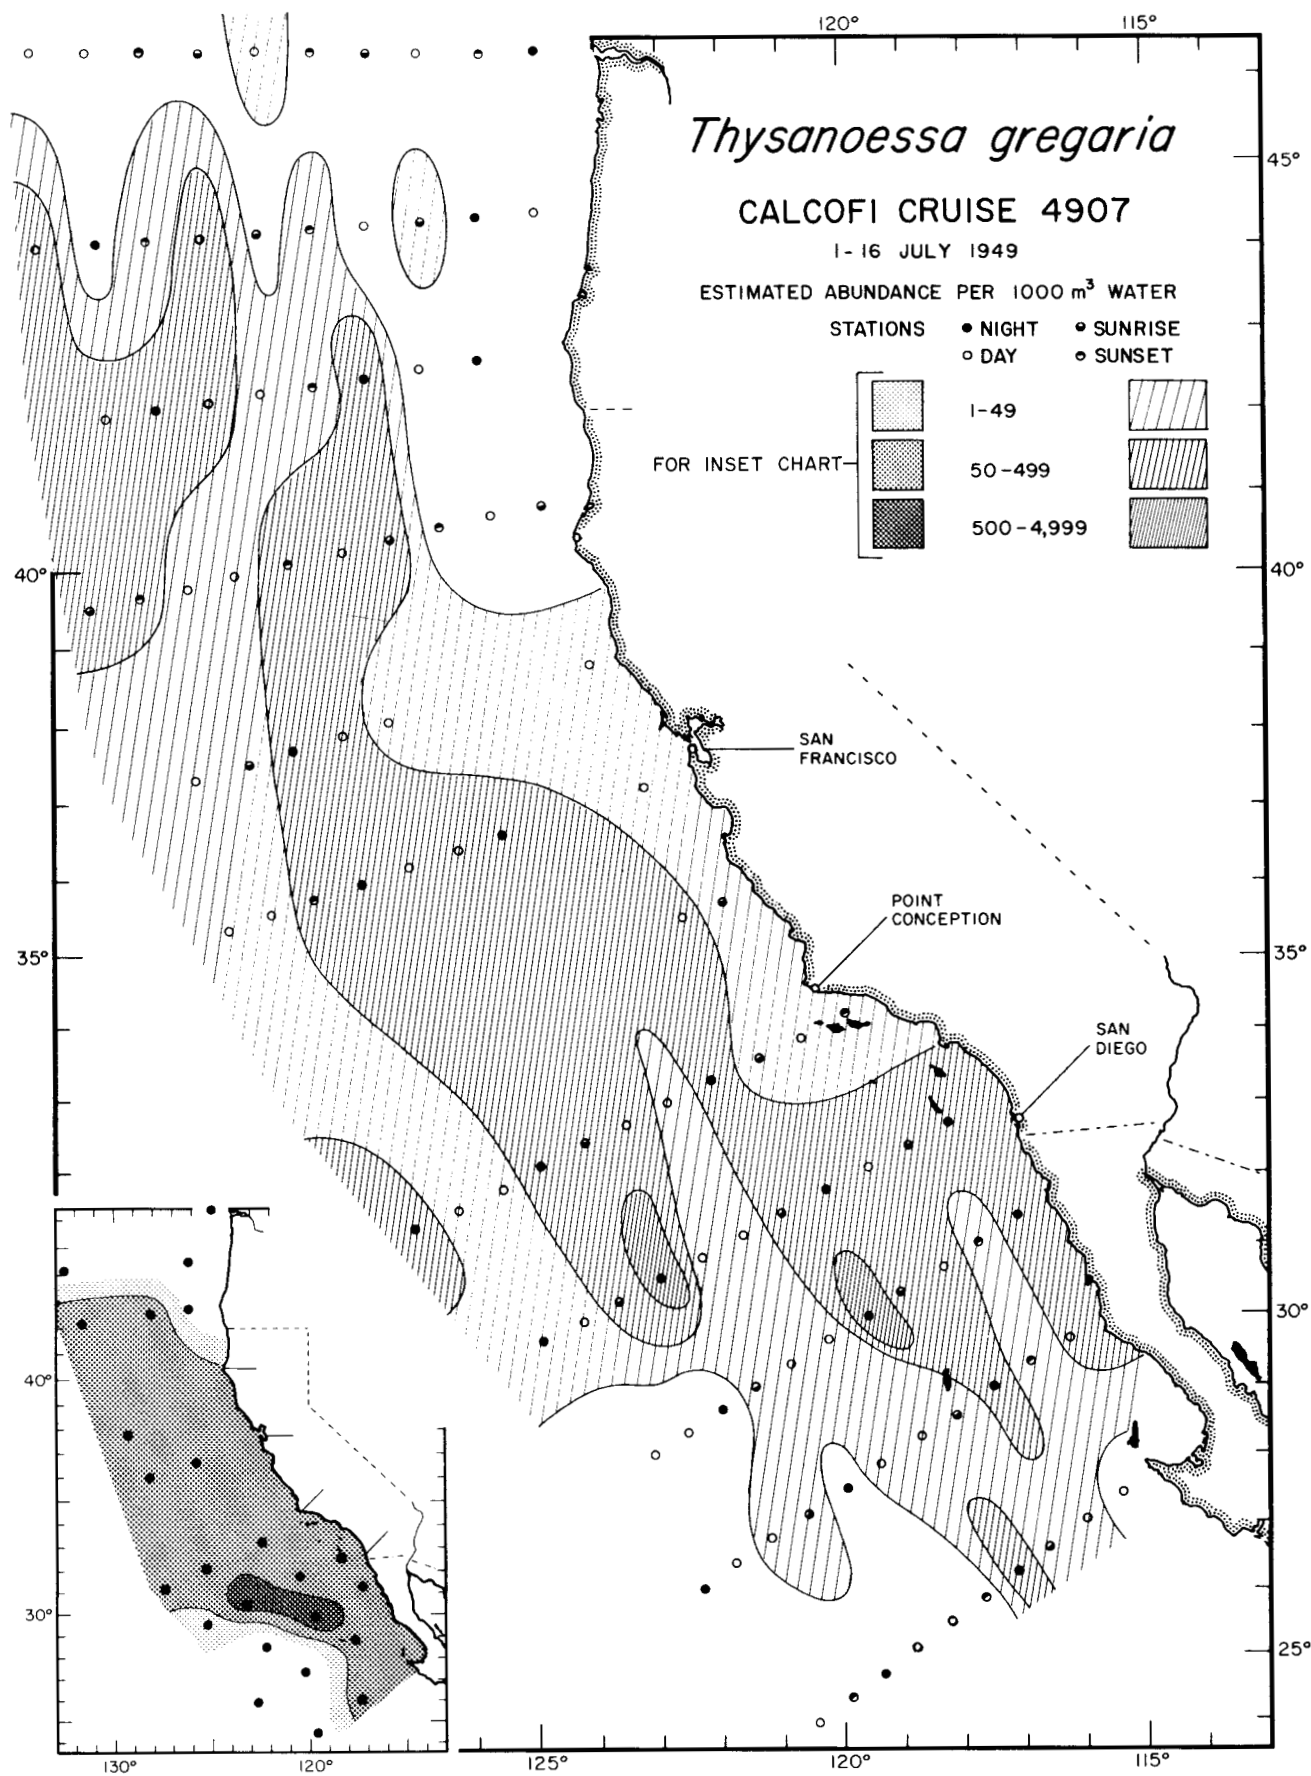 120° 115°
Thysanoessa gregaria
45°
CALCOFI CRUISE 4907
1-16 JULY 1949
ESTIMATED ABUNDANCE PER 1000 m³ WATER
STATIONS NIGHT SUNRISE
DAY SUNSET
1-49
FOR INSET CHART 50-499
500-4,999
40° 40°
SAN
FRANCISCO
POINT
CONCEPTION
35° 35°
SAN
DIEGO
30°
40°
30°
25°
130° 120° 125° 120° 115°